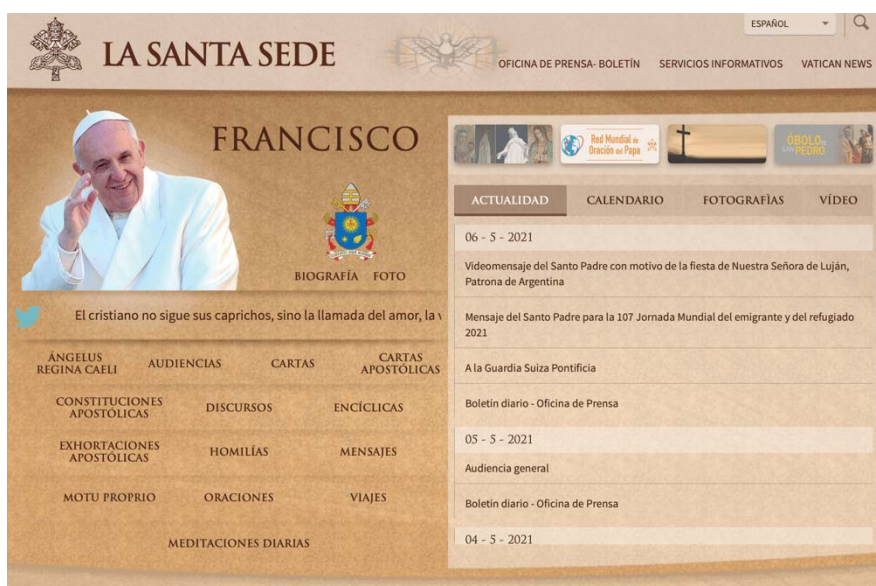 ESPAÑOL
LA SANTA SEDE
OFICINA DE PRENSA- BOLETÍN SERVICIOS INFORMATIVOS VATICAN NEWS
FRANCISCO
BIOGRAFÍA FOTO
El cristiano no sigue sus caprichos, sino la llamada del amor, la
ÁNGELUS
REGINA CAELI
AUDIENCIAS
CARTAS
CARTAS
APOSTÓLICAS
CONSTITUCIONES
APOSTÓLICAS
DISCURSOS
ENCÍCLICAS
EXHORTACIONES
APOSTÓLICAS
HOMILÍAS
MENSAJES
MOTU PROPRIO
ORACIONES
VIAJES
MEDITACIONES DIARIAS
Red Mundial de
Oración del Papa
ÓBOLO DE
SAN PEDRO
ACTUALIDAD CALENDARIO FOTOGRAFÌAS VÍDEO
06 - 5 - 2021
Videomensaje del Santo Padre con motivo de la fiesta de Nuestra Señora de Luján,
Patrona de Argentina
Mensaje del Santo Padre para la 107 Jornada Mundial del emigrante y del refugiado
2021
A la Guardia Suiza Pontificia
Boletín diario - Oficina de Prensa
05 - 5 - 2021
Audiencia general
Boletín diario - Oficina de Prensa
04 - 5 - 2021